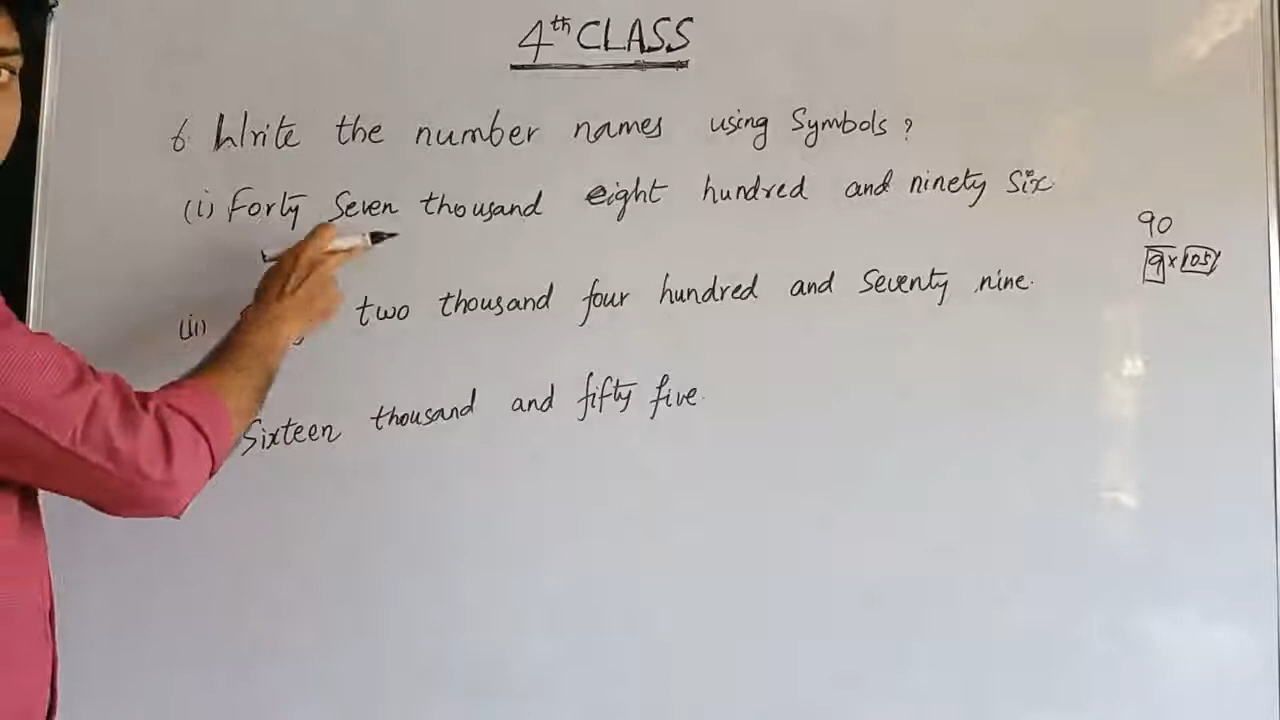 4th CLASS
6 Write the number names using Symbols?
(i) Forty Seven thousand eight hundred and ninety Six
90
9 x 10s
(ii) two thousand four hundred and Seventy nine.
Sixteen thousand and fifty five.